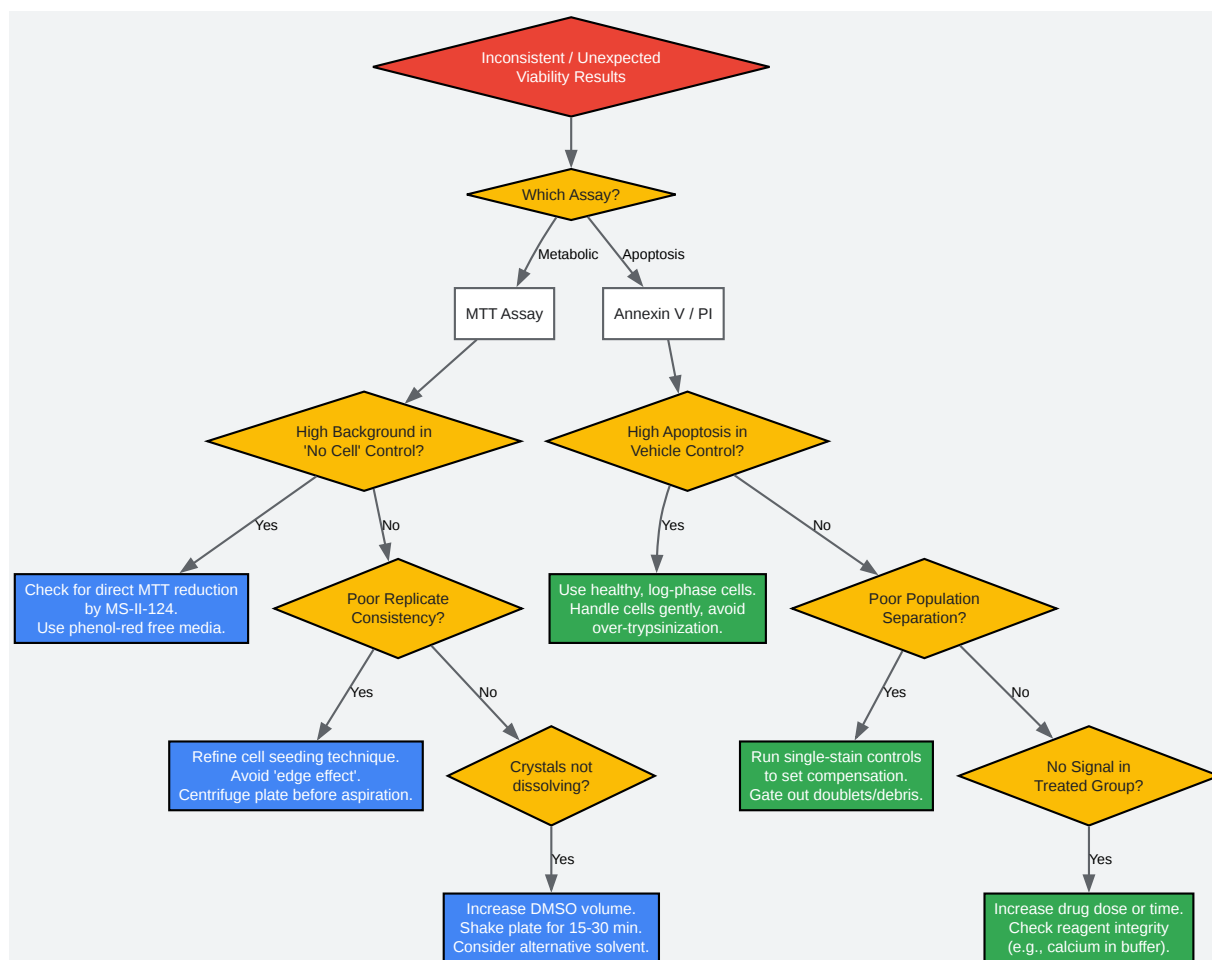 Inconsistent / Unexpected
Viability Results
Which Assay?
Metabolic
Apoptosis
MTT Assay
Annexin V / PI
High Background in
'No Cell' Control?
High Apoptosis in
Vehicle Control?
Yes
No
Yes
No
Check for direct MTT reduction
by MS-II-124.
Use phenol-red free media.
Poor Replicate
Consistency?
Use healthy, log-phase cells.
Handle cells gently, avoid
over-trypsinization.
Poor Population
Separation?
Yes
No
Yes
No
Refine cell seeding technique.
Avoid 'edge effect'.
Centrifuge plate before aspiration.
Crystals not
dissolving?
Run single-stain controls
to set compensation.
Gate out doublets/debris.
No Signal in
Treated Group?
Yes
Yes
Increase DMSO volume.
Shake plate for 15-30 min.
Consider alternative solvent.
Increase drug dose or time.
Check reagent integrity
(e.g., calcium in buffer).